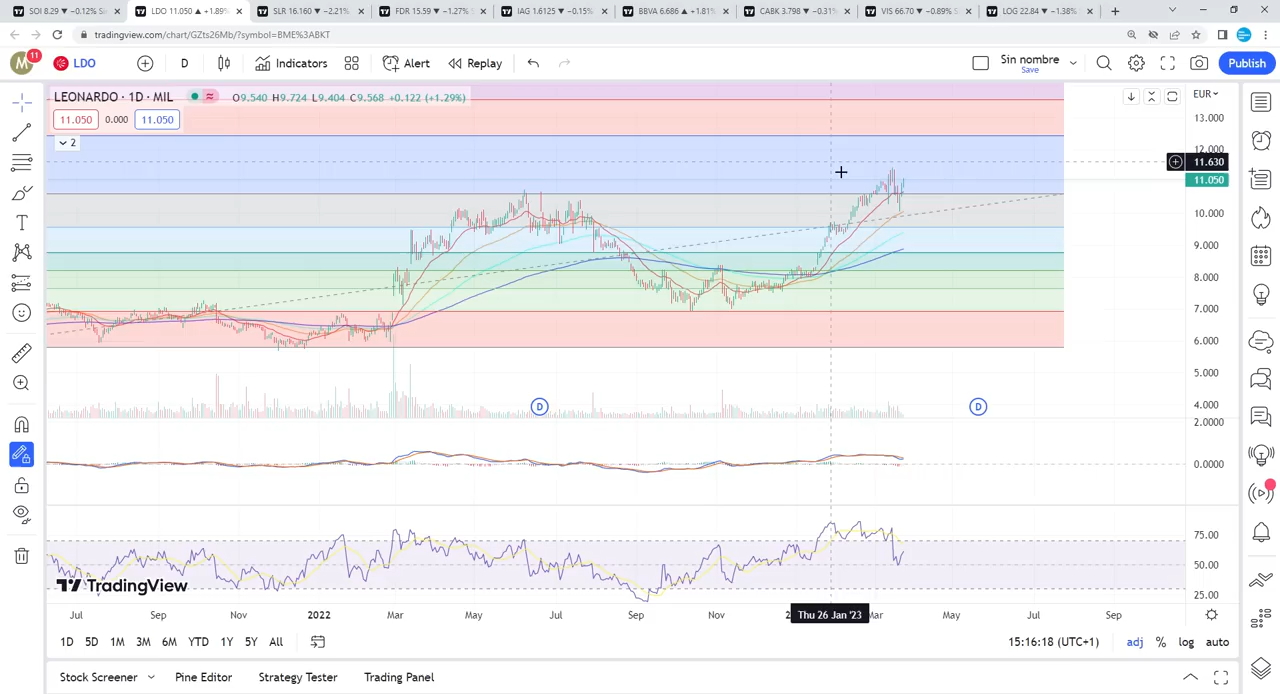 SOI 8.29 ▼ −0.12% Si
LDO 11.050 ▲ +1.89%
SLR 16.160 ▼ −2.21%
FDR 15.59 ▼ −1.27% S
IAG 1.6125 ▼ −0.15%
BBVA 6.686 ▲ +1.81%
CABK 3.798 ▼ −0.31%
VIS 66.70 ▼ −0.89% S
LOG 22.84 ▼ −1.38%
tradingview.com/chart/GZts26Mb/?symbol=BME%3ABKT
M 11
LDO
D
Indicators
Alert
Replay
Sin nombre
Save
Publish
LEONARDO · 1D · MIL
O9.540 H9.724 L9.404 C9.568 +0.122 (+1.29%)
EUR
11.050 0.000 11.050
2
13.000
12.000
11.630
11.050
10.000
9.000
8.000
7.000
6.000
5.000
4.000
D D
2.0000
0.0000
75.00
50.00
25.00
TradingView
Jul Sep Nov 2022 Mar May Jul Sep Nov 2 Thu 26 Jan '23 Mar May Jul Sep
1D 5D 1M 3M 6M YTD 1Y 5Y All
15:16:18 (UTC+1) adj % log auto
Stock Screener Pine Editor Strategy Tester Trading Panel